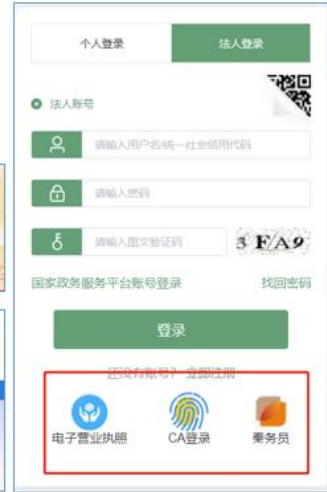 个人登录 法人登录
法人账号
请输入用户名/统一社会信用代码
请输入密码
请输入图文验证码 3FA9
国家政务服务平台账号登录 找回密码
登录
还没有账号？ 立即注册
电子营业执照 CA登录 秦务员